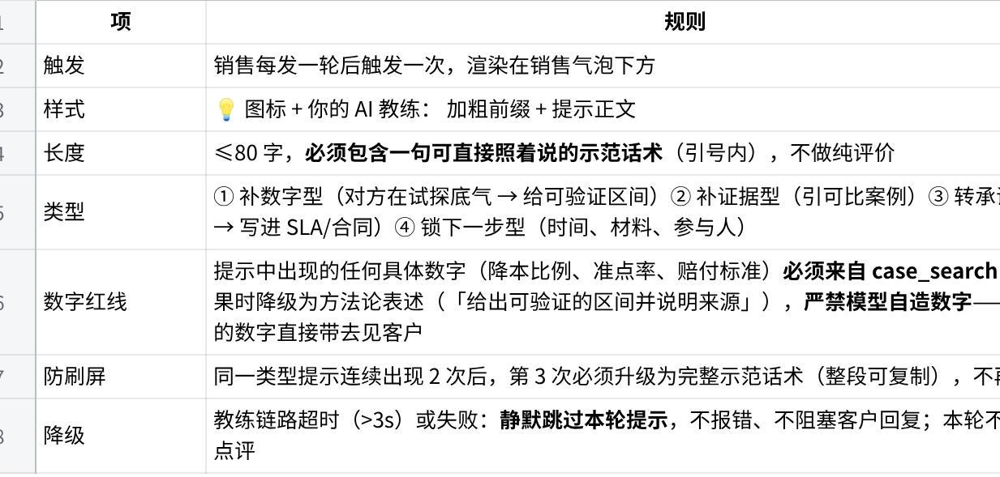 项 规则
触发 销售每发一轮后触发一次，渲染在销售气泡下方
样式 💡 图标 + 你的 AI 教练： 加粗前缀 + 提示正文
长度 ≤80 字，必须包含一句可直接照着说的示范话术（引号内），不做纯评价
类型 ① 补数字型（对方在试探底气 → 给可验证区间）② 补证据型（引可比案例）③ 转承
→ 写进 SLA/合同）④ 锁下一步型（时间、材料、参与人）
数字红线 提示中出现的任何具体数字（降本比例、准点率、赔付标准）必须来自 case_search
果时降级为方法论表述（「给出可验证的区间并说明来源」），严禁模型自造数字—
的数字直接带去见客户
防刷屏 同一类型提示连续出现 2 次后，第 3 次必须升级为完整示范话术（整段可复制），不
降级 教练链路超时（>3s）或失败：静默跳过本轮提示，不报错、不阻塞客户回复；本轮不
点评